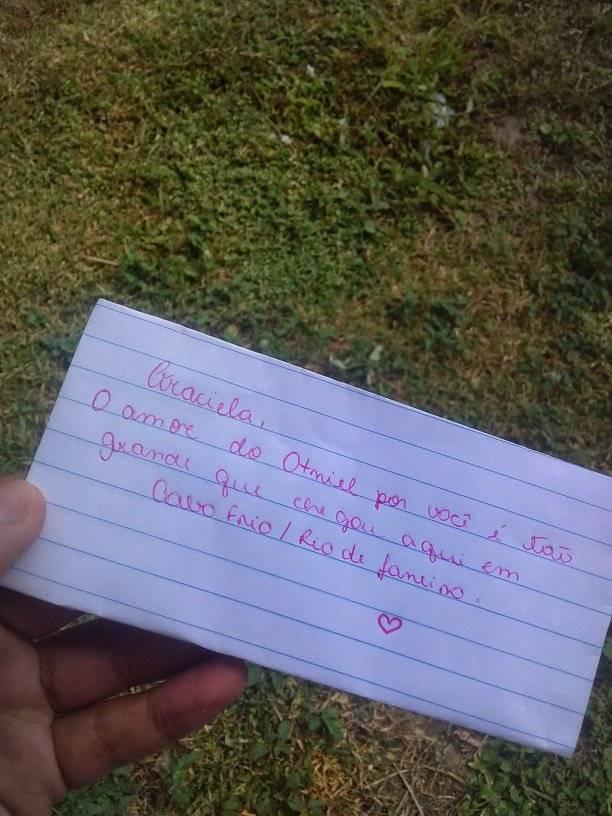 Graciela,
O amor do Otniel por você é tão
grande que chegou aqui em
Cabo Frio / Rio de Janeiro.
♡